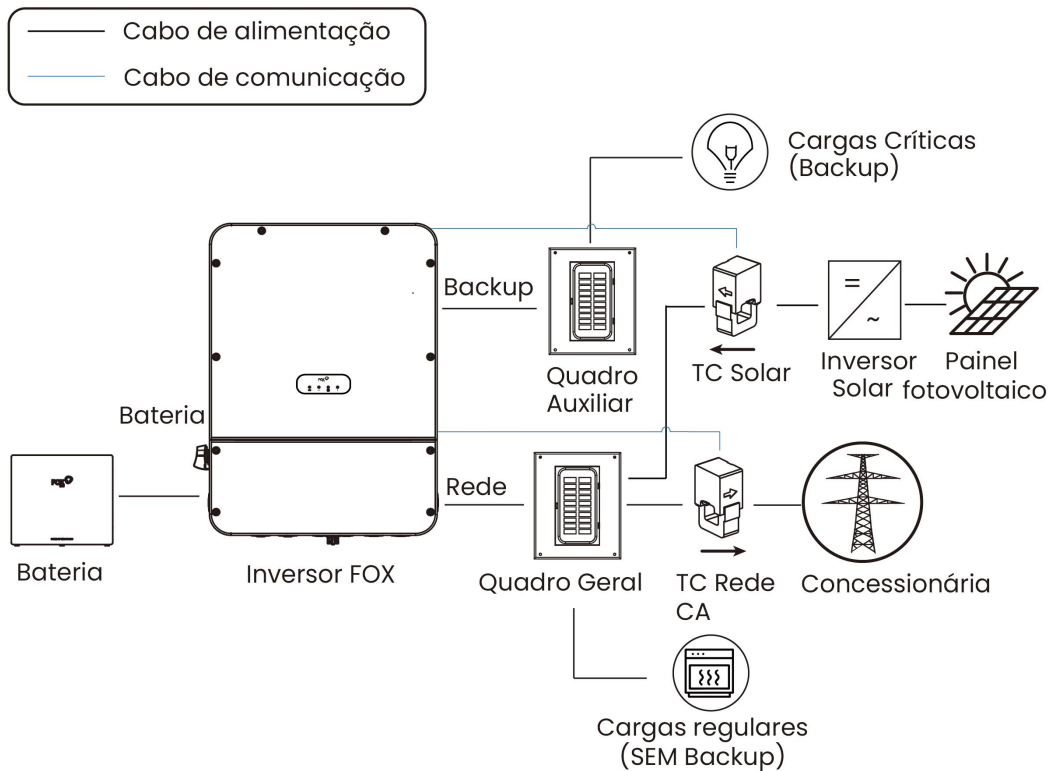 Cabo de alimentação
Cabo de comunicação
Cargas Críticas
(Backup)
Backup
Quadro
Auxiliar
TC Solar
Inversor
Solar
Painel
fotovoltaico
Bateria
FOX
Rede
Bateria
Inversor FOX
Quadro Geral
TC Rede
CA
Concessionária
Cargas regulares
(SEM Backup)